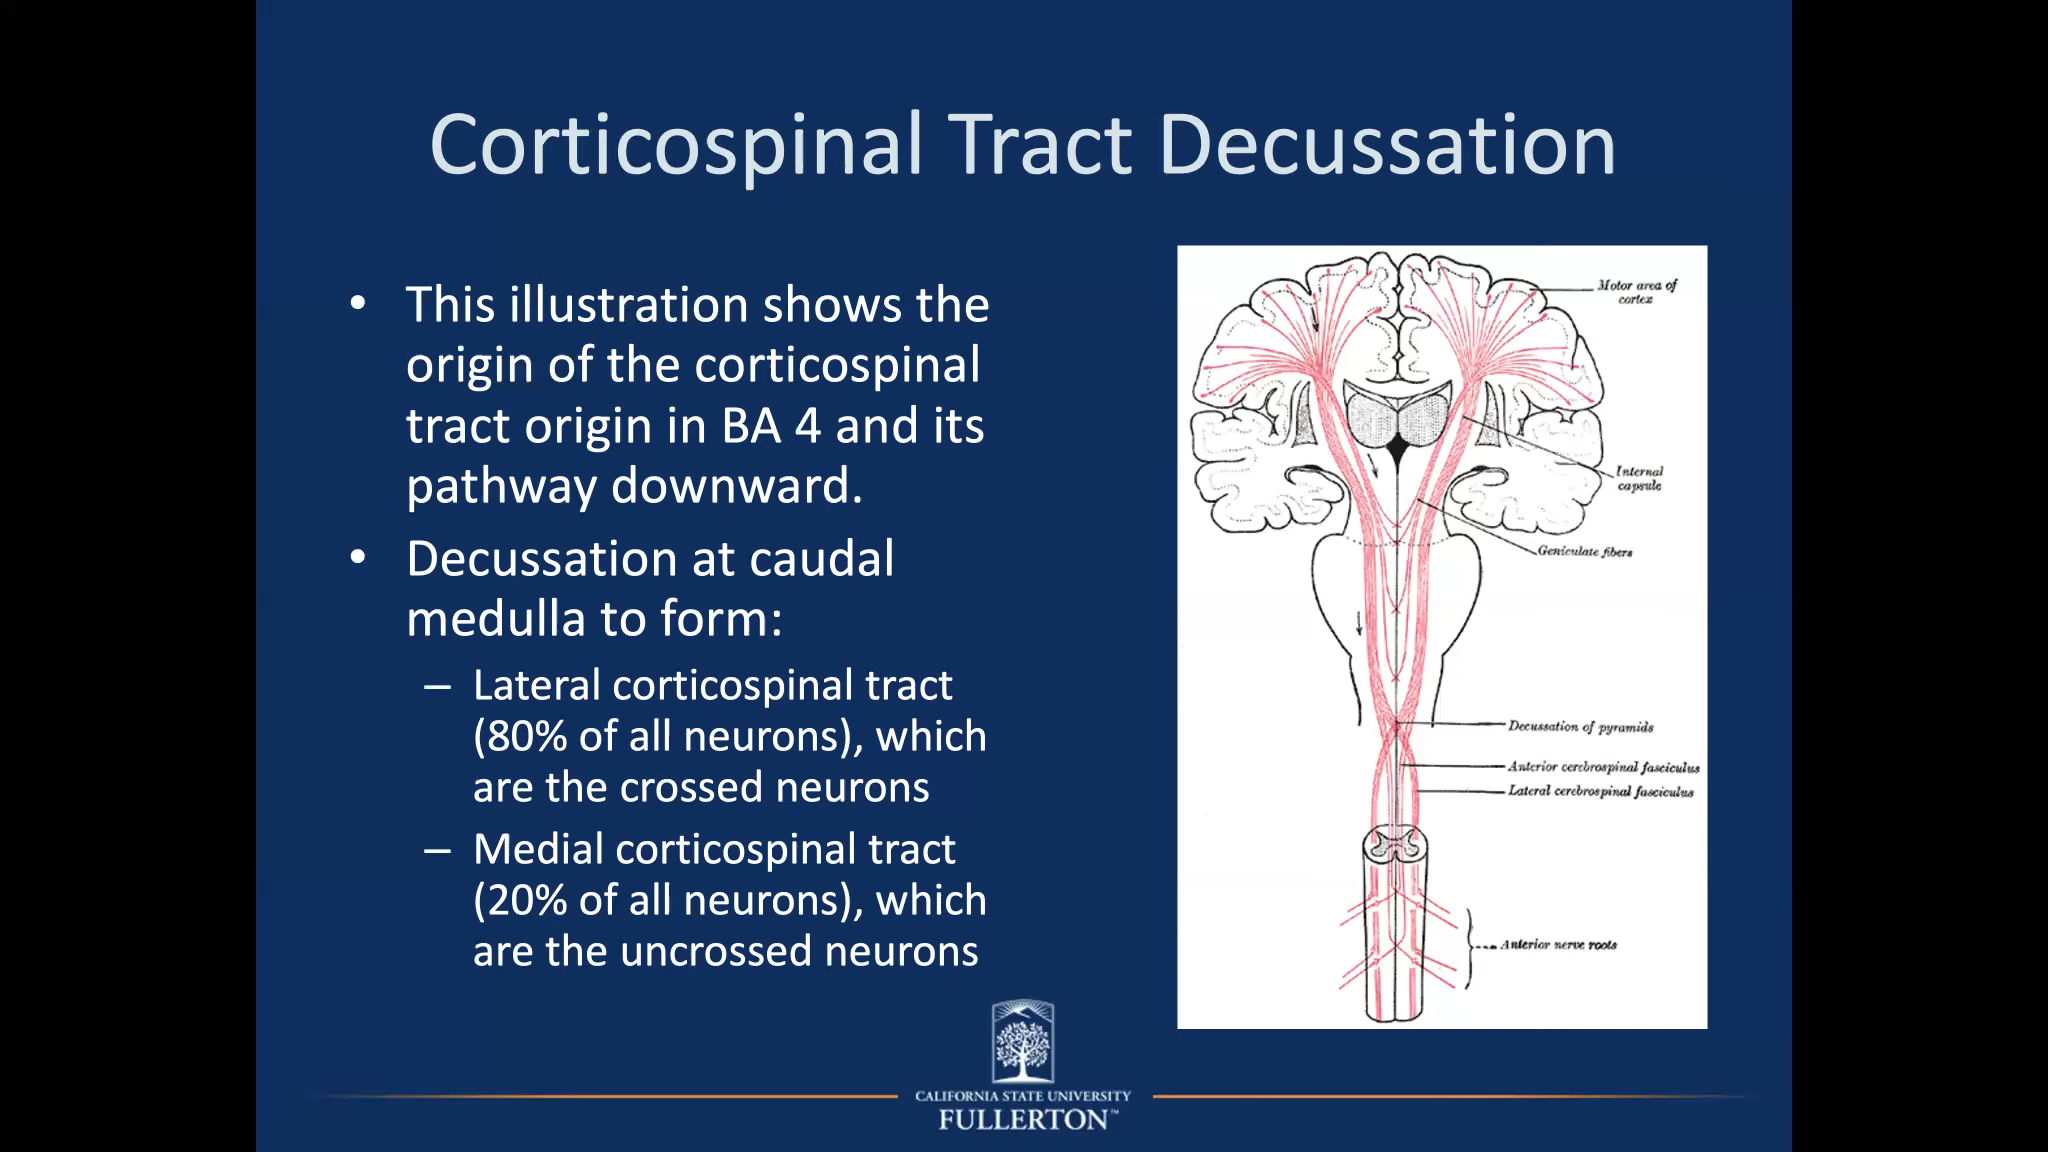 Corticospinal Tract Decussation
• This illustration shows the
origin of the corticospinal
tract origin in BA 4 and its
pathway downward.
• Decussation at caudal
medulla to form:
– Lateral corticospinal tract
(80% of all neurons), which
are the crossed neurons
– Medial corticospinal tract
(20% of all neurons), which
are the uncrossed neurons
Motor area of
cortex
Internal
capsule
Geniculate fibers
Decussation of pyramids
Anterior cerebrospinal fasciculus
Lateral cerebrospinal fasciculus
Anterior nerve roots
CALIFORNIA STATE UNIVERSITY
FULLERTON™